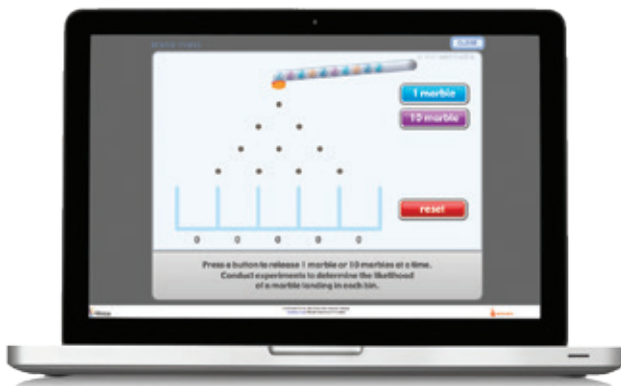 CLOSE
1 marble
10 marble
reset
0 0 0 0 0
Press a button to release 1 marble or 10 marbles at a time.
Conduct experiments to determine the likelihood
of a marble landing in each bin.